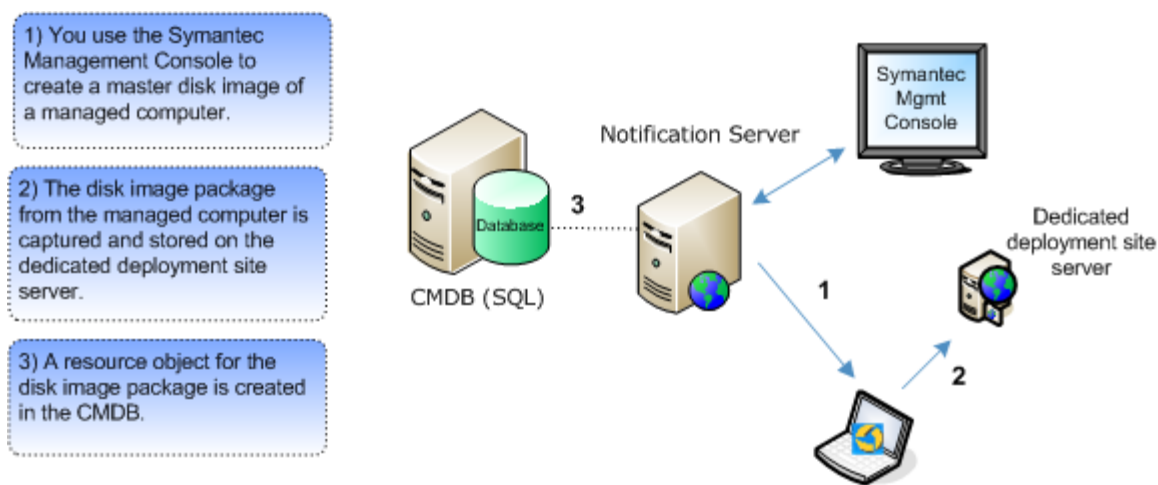 1) You use the Symantec
Management Console to
create a master disk image of
a managed computer.
2) The disk image package
from the managed computer is
captured and stored on the
dedicated deployment site
server.
3) A resource object for the
disk image package is created
in the CMDB.
Symantec
Mgmt
Console
Notification Server
3
Database
CMDB (SQL)
Dedicated
deployment site
server
1
2